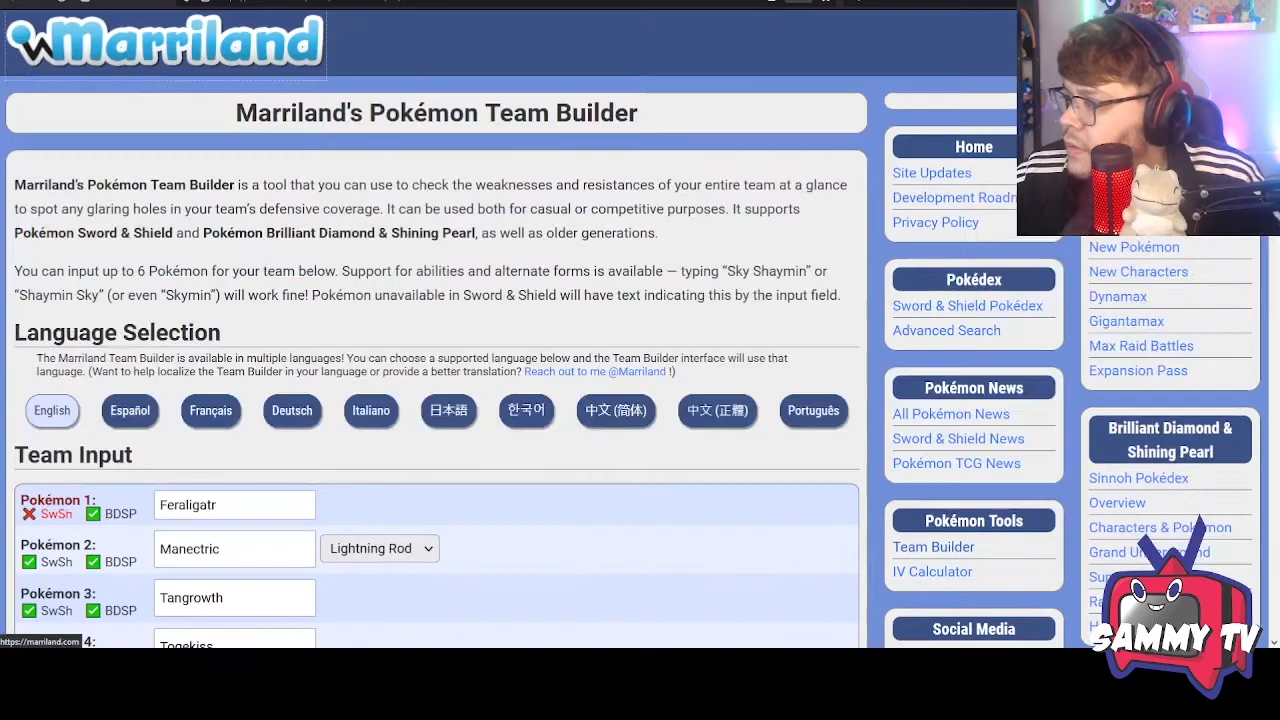 Marriland
Marriland's Pokémon Team Builder
Marriland's Pokémon Team Builder is a tool that you can use to check the weaknesses and resistances of your entire team at a glance
to spot any glaring holes in your team's defensive coverage. It can be used both for casual or competitive purposes. It supports
Pokémon Sword & Shield and Pokémon Brilliant Diamond & Shining Pearl, as well as older generations.
You can input up to 6 Pokémon for your team below. Support for abilities and alternate forms is available — typing “Sky Shaymin” or
“Shaymin Sky” (or even “Skymin”) will work fine! Pokémon unavailable in Sword & Shield will have text indicating this by the input field.
Language Selection
The Marriland Team Builder is available in multiple languages! You can choose a supported language below and the Team Builder interface will use that
language. (Want to help localize the Team Builder in your language or provide a better translation? Reach out to me @Marriland !)
English Español Français Deutsch Italiano 日本語 한국어 中文 (简体) 中文 (正體) Português
Team Input
Pokémon 1:
SwSh BDSP
Feraligatr
Pokémon 2:
SwSh BDSP
Manectric
Lightning Rod
Pokémon 3:
SwSh BDSP
Tangrowth
4:
Togekiss
https://marriland.com
Home
Site Updates
Development
Privacy Policy
Pokédex
Sword & Shield Pokédex
Advanced Search
Pokémon News
All Pokémon News
Sword & Shield News
Pokémon TCG News
Pokémon Tools
Team Builder
IV Calculator
Social Media
New Pokémon
New Characters
Dynamax
Gigantamax
Max Raid Battles
Expansion Pass
Brilliant Diamond &
Shining Pearl
Sinnoh Pokédex
Overview
Characters & Pokémon
Grand Underground
SAMMY TV